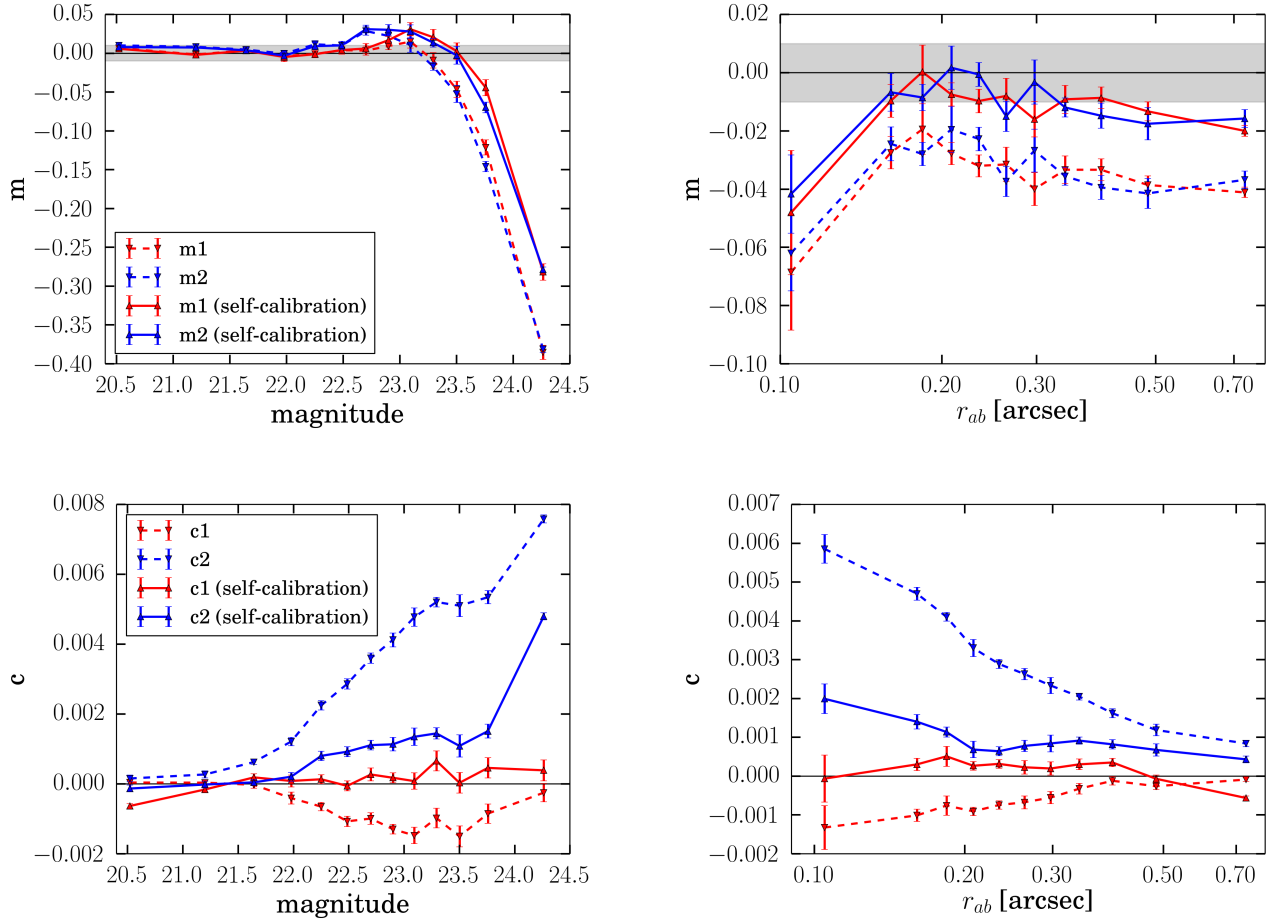 0.05
0.00
−0.05
−0.10
−0.15
−0.20
−0.25
−0.30
−0.35
−0.40
m
m1
m2
m1 (self-calibration)
m2 (self-calibration)
20.5 21.0 21.5 22.0 22.5 23.0 23.5 24.0 24.5
magnitude
0.02
0.00
−0.02
−0.04
−0.06
−0.08
−0.10
m
0.10 0.20 0.30 0.50 0.70
r_ab [arcsec]
0.008
0.006
0.004
0.002
0.000
−0.002
c
c1
c2
c1 (self-calibration)
c2 (self-calibration)
20.5 21.0 21.5 22.0 22.5 23.0 23.5 24.0 24.5
magnitude
0.007
0.006
0.005
0.004
0.003
0.002
0.001
0.000
−0.001
−0.002
c
0.10 0.20 0.30 0.50 0.70
r_ab [arcsec]